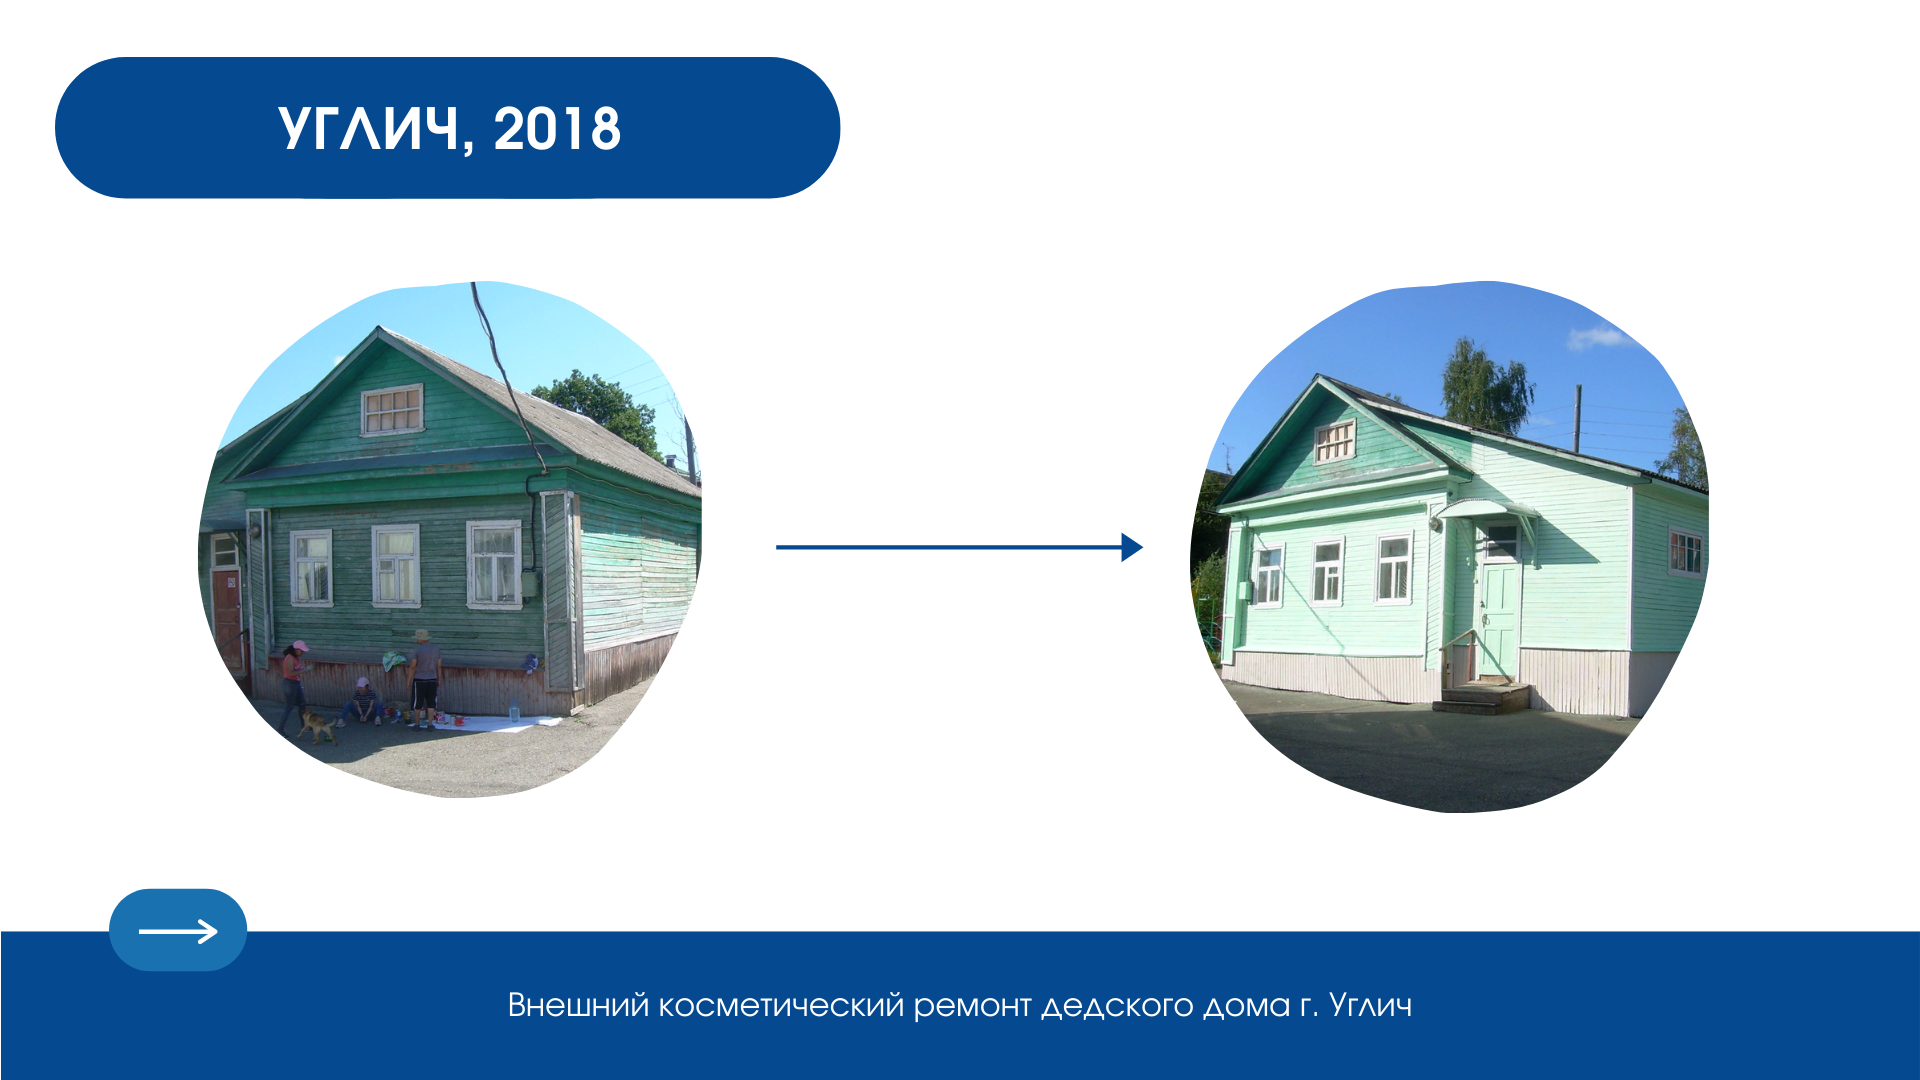 УГЛИЧ, 2018
Внешний косметический ремонт дедского дома г. Углич